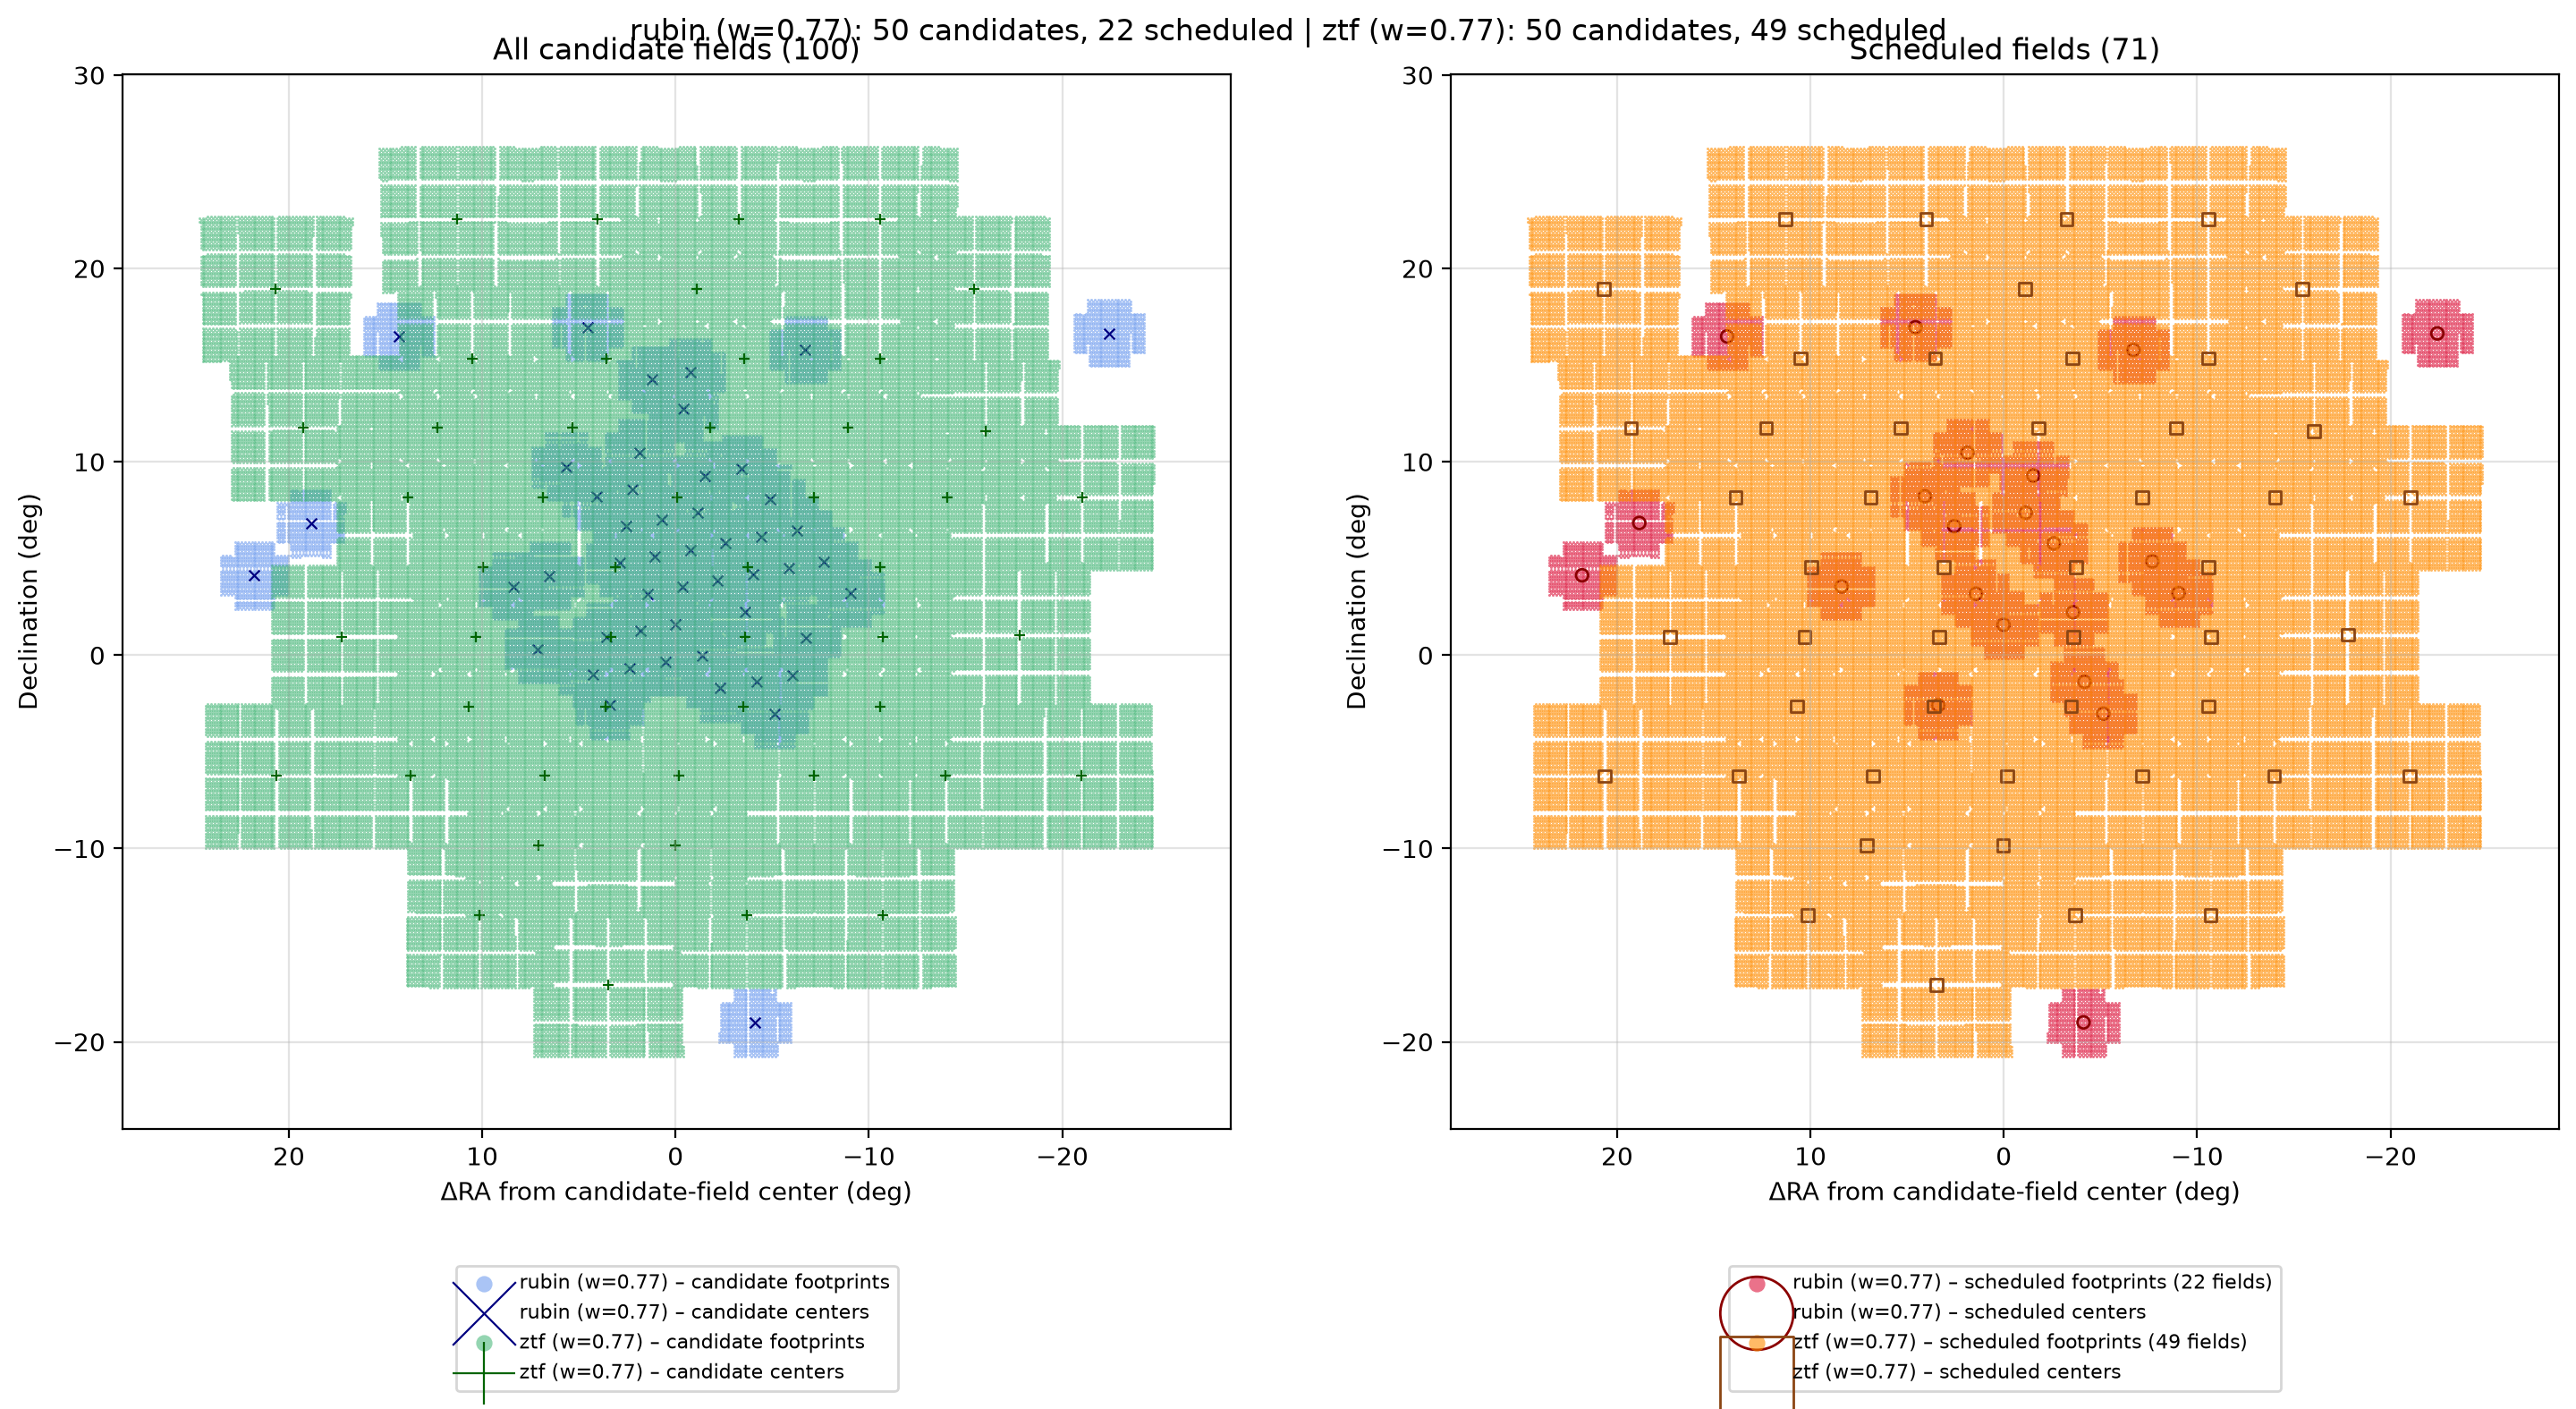 rubin (w=0.77): 50 candidates, 22 scheduled | ztf (w=0.77): 50 candidates, 49 scheduled
All candidate fields (100)
30
20
10
0
−10
−20
Declination (deg)
20
10
0
−10
−20
ΔRA from candidate-field center (deg)
rubin (w=0.77) – candidate footprints
rubin (w=0.77) – candidate centers
ztf (w=0.77) – candidate footprints
ztf (w=0.77) – candidate centers
Scheduled fields (71)
30
20
10
0
−10
−20
Declination (deg)
20
10
0
−10
−20
ΔRA from candidate-field center (deg)
rubin (w=0.77) – scheduled footprints (22 fields)
rubin (w=0.77) – scheduled centers
ztf (w=0.77) – scheduled footprints (49 fields)
ztf (w=0.77) – scheduled centers